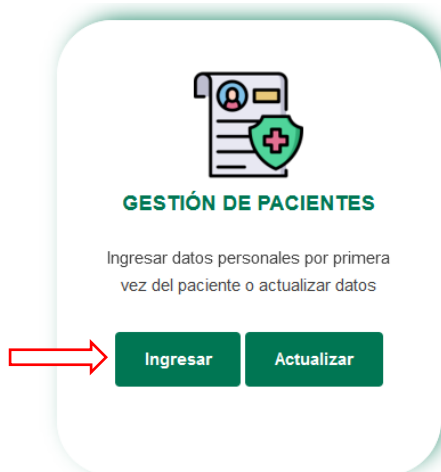 GESTIÓN DE PACIENTES
Ingresar datos personales por primera
vez del paciente o actualizar datos
Ingresar
Actualizar